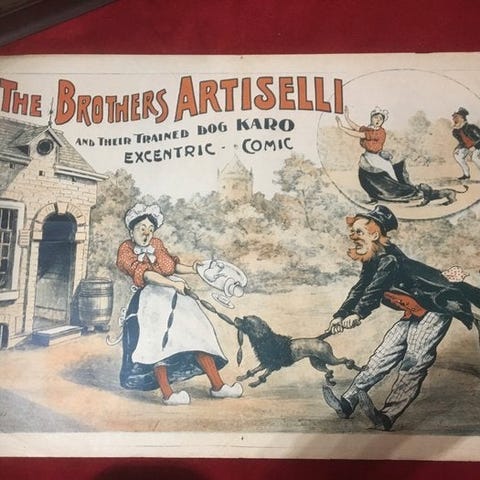 THE BROTHERS ARTISELLI
AND THEIR TRAINED DOG KARO
EXCENTRIC - COMIC